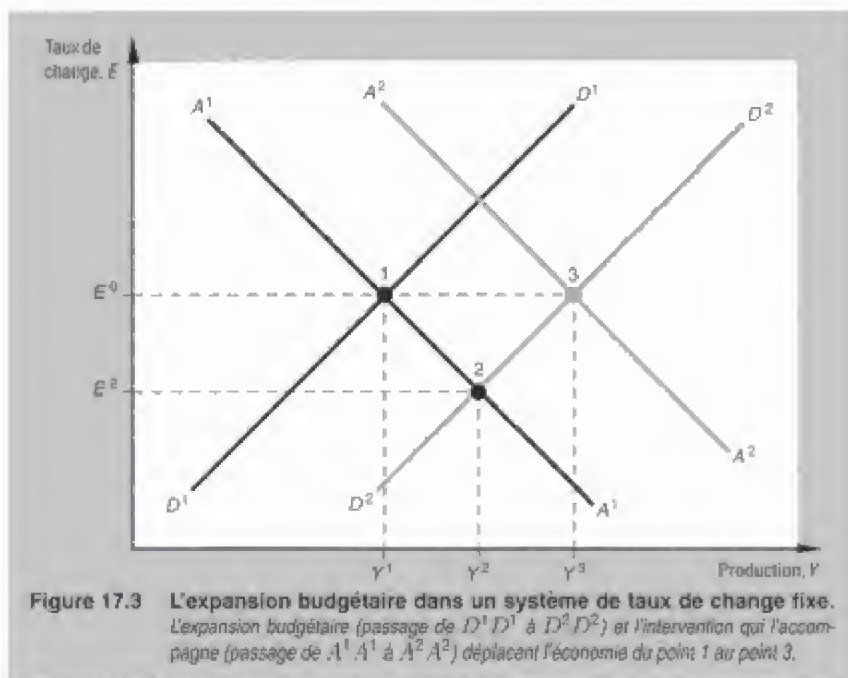 Taux de
change, E
A¹
A²
D¹
D²
1
3
E⁰
2
E²
D¹
D²
A¹
A²
Y¹
Y²
Y³
Production, Y
Figure 17.3 L'expansion budgétaire dans un système de taux de change fixe.
L'expansion budgétaire (passage de D¹D¹ à D²D²) et l'intervention qui l'accom-
pagne (passage de A¹A¹ à A²A²) déplacent l'économie du point 1 au point 3.